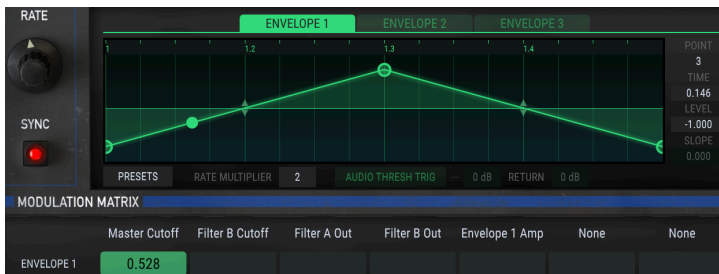 RATE
ENVELOPE 1 ENVELOPE 2 ENVELOPE 3
1 1.2 1.3 1.4
POINT
3
TIME
0.146
LEVEL
-1.000
SLOPE
0.000
SYNC
PRESETS RATE MULTIPLIER 2 AUDIO THRESH TRIG — 0 dB RETURN 0 dB
MODULATION MATRIX
Master Cutoff Filter B Cutoff Filter A Out Filter B Out Envelope 1 Amp None None
ENVELOPE 1 0.528